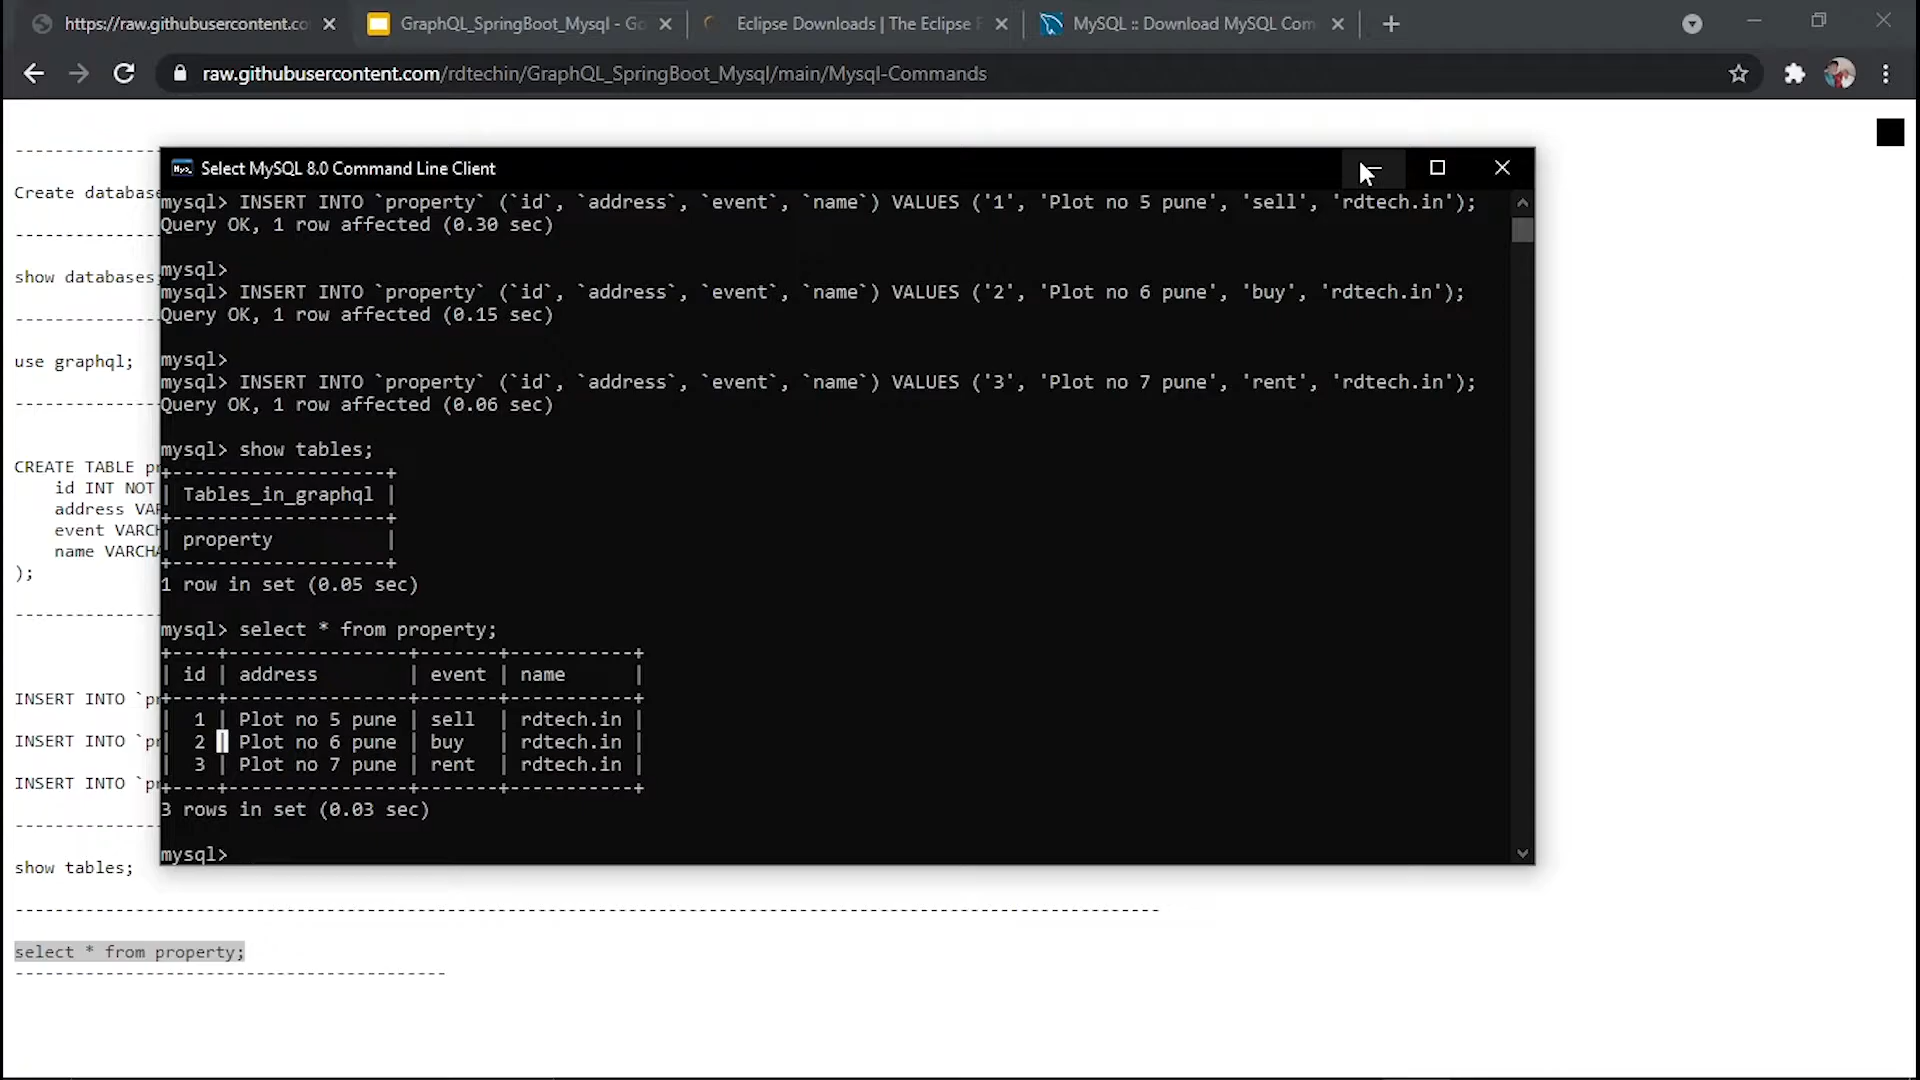 https://raw.githubusercontent.co
GraphQL_SpringBoot_Mysql - Go
Eclipse Downloads | The Eclipse F
MySQL :: Download MySQL Com
raw.githubusercontent.com/rdtechin/GraphQL_SpringBoot_Mysql/main/Mysql-Commands
Select MySQL 8.0 Command Line Client
mysql> INSERT INTO `property` (`id`, `address`, `event`, `name`) VALUES ('1', 'Plot no 5 pune', 'sell', 'rdtech.in');
Query OK, 1 row affected (0.30 sec)
mysql>
mysql> INSERT INTO `property` (`id`, `address`, `event`, `name`) VALUES ('2', 'Plot no 6 pune', 'buy', 'rdtech.in');
Query OK, 1 row affected (0.15 sec)
mysql>
mysql> INSERT INTO `property` (`id`, `address`, `event`, `name`) VALUES ('3', 'Plot no 7 pune', 'rent', 'rdtech.in');
Query OK, 1 row affected (0.06 sec)
mysql> show tables;
+-------------------+
| Tables_in_graphql |
+-------------------+
| property          |
+-------------------+
1 row in set (0.05 sec)
mysql> select * from property;
+----+----------------+-------+-----------+
| id | address        | event | name      |
+----+----------------+-------+-----------+
|  1 | Plot no 5 pune | sell  | rdtech.in |
|  2 | Plot no 6 pune | buy   | rdtech.in |
|  3 | Plot no 7 pune | rent  | rdtech.in |
+----+----------------+-------+-----------+
3 rows in set (0.03 sec)
mysql>
Create database
show databases;
use graphql;
CREATE TABLE pr
id INT NOT
address VAR
event VARCH
name VARCHA
);
INSERT INTO `pr
INSERT INTO `pr
INSERT INTO `pr
show tables;
select * from property;